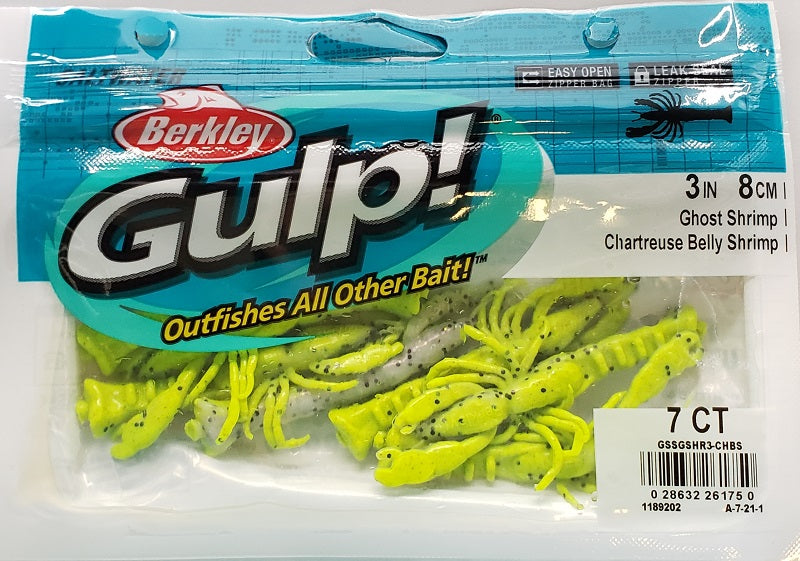 SALTWATER
EASY OPEN
ZIPPER BAG
LEAK SEAL
ZIPPER
Berkley
Gulp!®
Outfishes All Other Bait!™
3IN 8CM
Ghost Shrimp
Chartreuse Belly Shrimp
7 CT
GSSGSHR3-CHBS
0 28632 26175 0
1189202 A-7-21-1